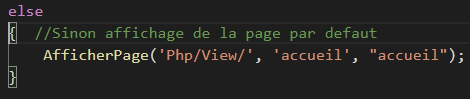 else
{  //Sinon affichage de la page par defaut
    AfficherPage('Php/View/', 'accueil', "accueil");
}